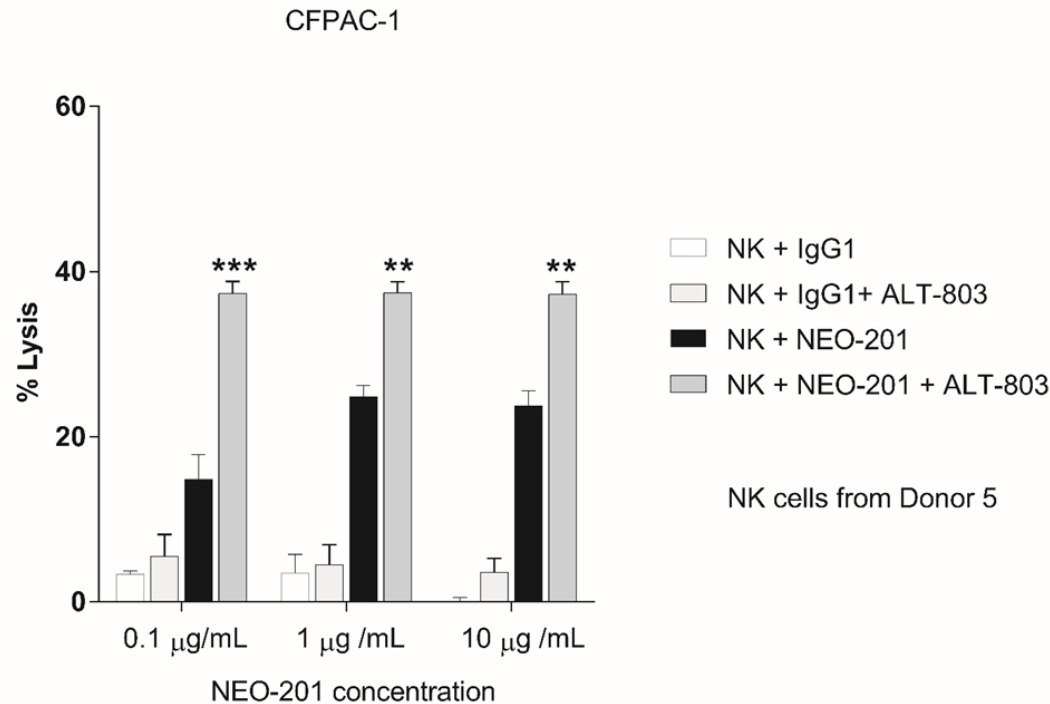 CFPAC-1
60
40
20
0
% Lysis
***
**
**
0.1 μg/mL
1 μg /mL
10 μg /mL
NEO-201 concentration
NK + IgG1
NK + IgG1+ ALT-803
NK + NEO-201
NK + NEO-201 + ALT-803
NK cells from Donor 5